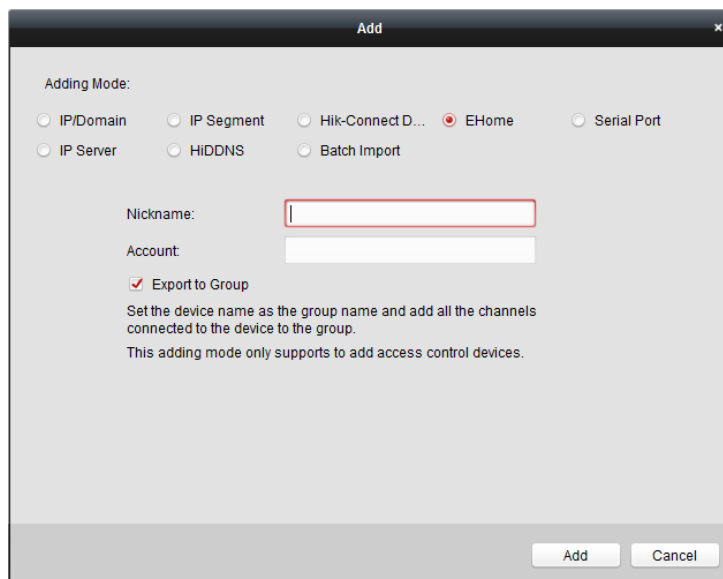 Add
×
Adding Mode:
IP/Domain IP Segment Hik-Connect D... EHome Serial Port
IP Server HiDDNS Batch Import
Nickname:
Account:
Export to Group
Set the device name as the group name and add all the channels
connected to the device to the group.
This adding mode only supports to add access control devices.
Add Cancel